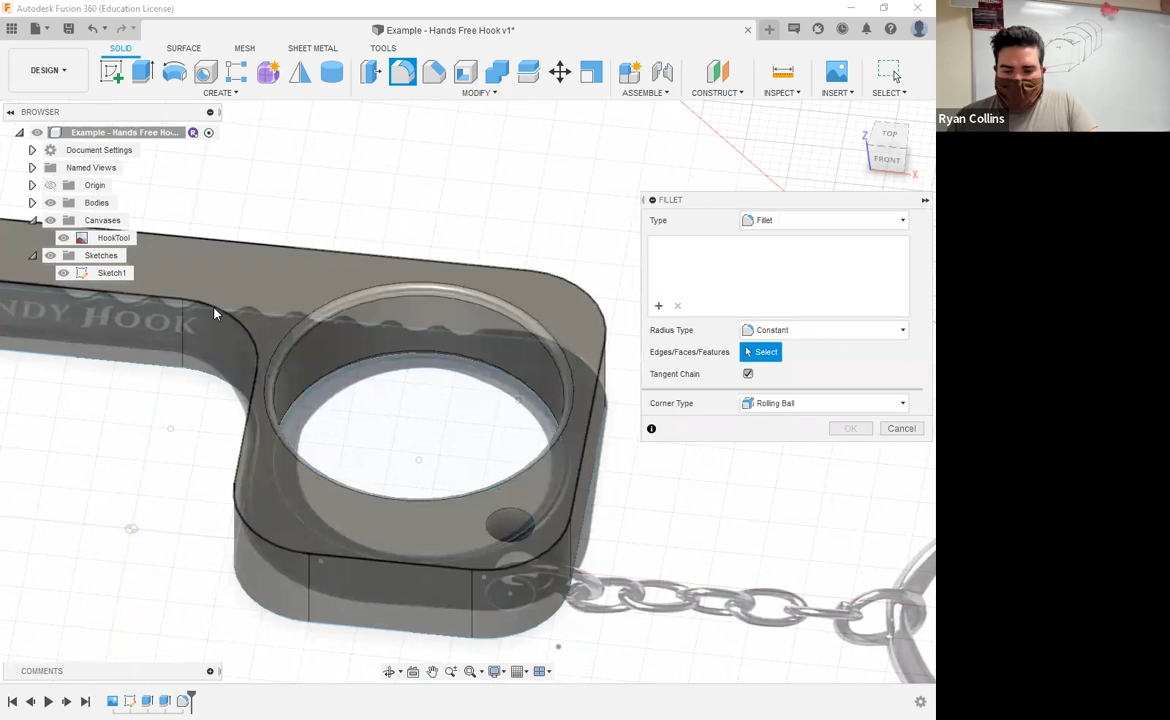 Autodesk Fusion 360 (Education License)
Example - Hands Free Hook v1*
SOLID SURFACE MESH SHEET METAL TOOLS
DESIGN
CREATE MODIFY ASSEMBLE CONSTRUCT INSPECT INSERT SELECT
BROWSER
Example - Hands Free Ho...
Document Settings
Named Views
Origin
Bodies
Canvases
HookTool
Sketches
Sketch1
NDY HOOK
TOP
FRONT
Z
X
FILLET
Type Fillet
Radius Type Constant
Edges/Faces/Features Select
Tangent Chain
Corner Type Rolling Ball
OK Cancel
COMMENTS
Ryan Collins